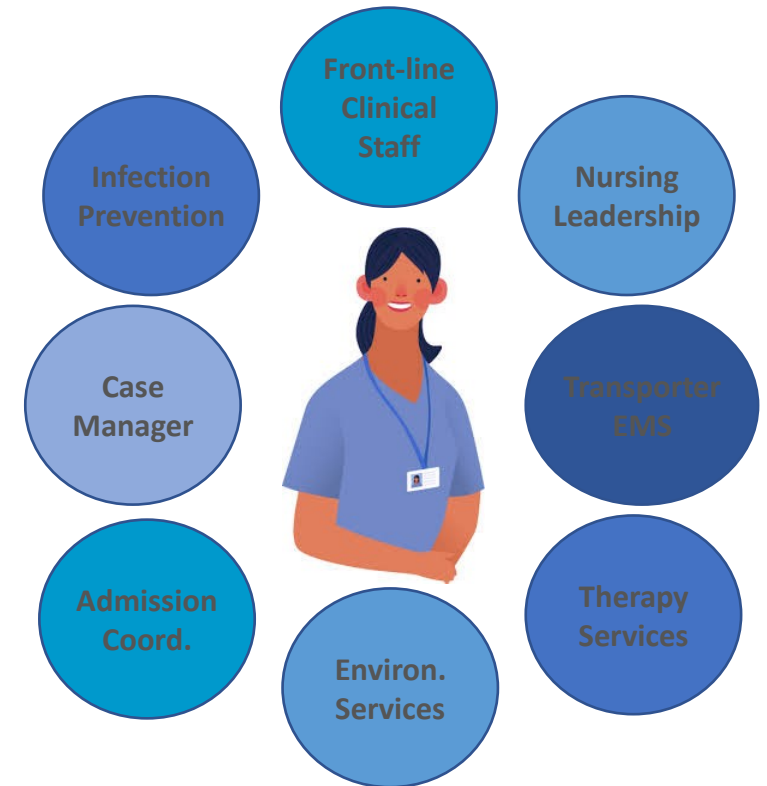 Front-line
Clinical
Staff
Nursing
Leadership
Transporter
EMS
Therapy
Services
Environ.
Services
Admission
Coord.
Case
Manager
Infection
Prevention